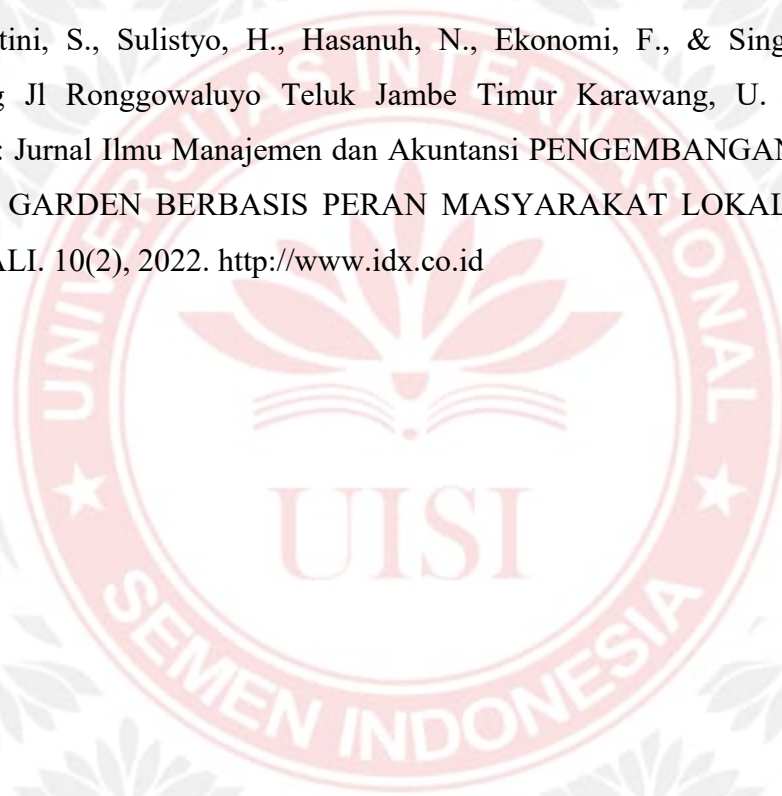 tini, S., Sulistyo, H., Hasanuh, N., Ekonomi, F., & Sing
Jl Ronggowaluyo Teluk Jambe Timur Karawang, U.
: Jurnal Ilmu Manajemen dan Akuntansi PENGEMBANGAN
GARDEN BERBASIS PERAN MASYARAKAT LOKAL
ALI. 10(2), 2022. http://www.idx.co.id
UNIVERSITAS INTERNASIONAL
UISI
SEMEN INDONESIA